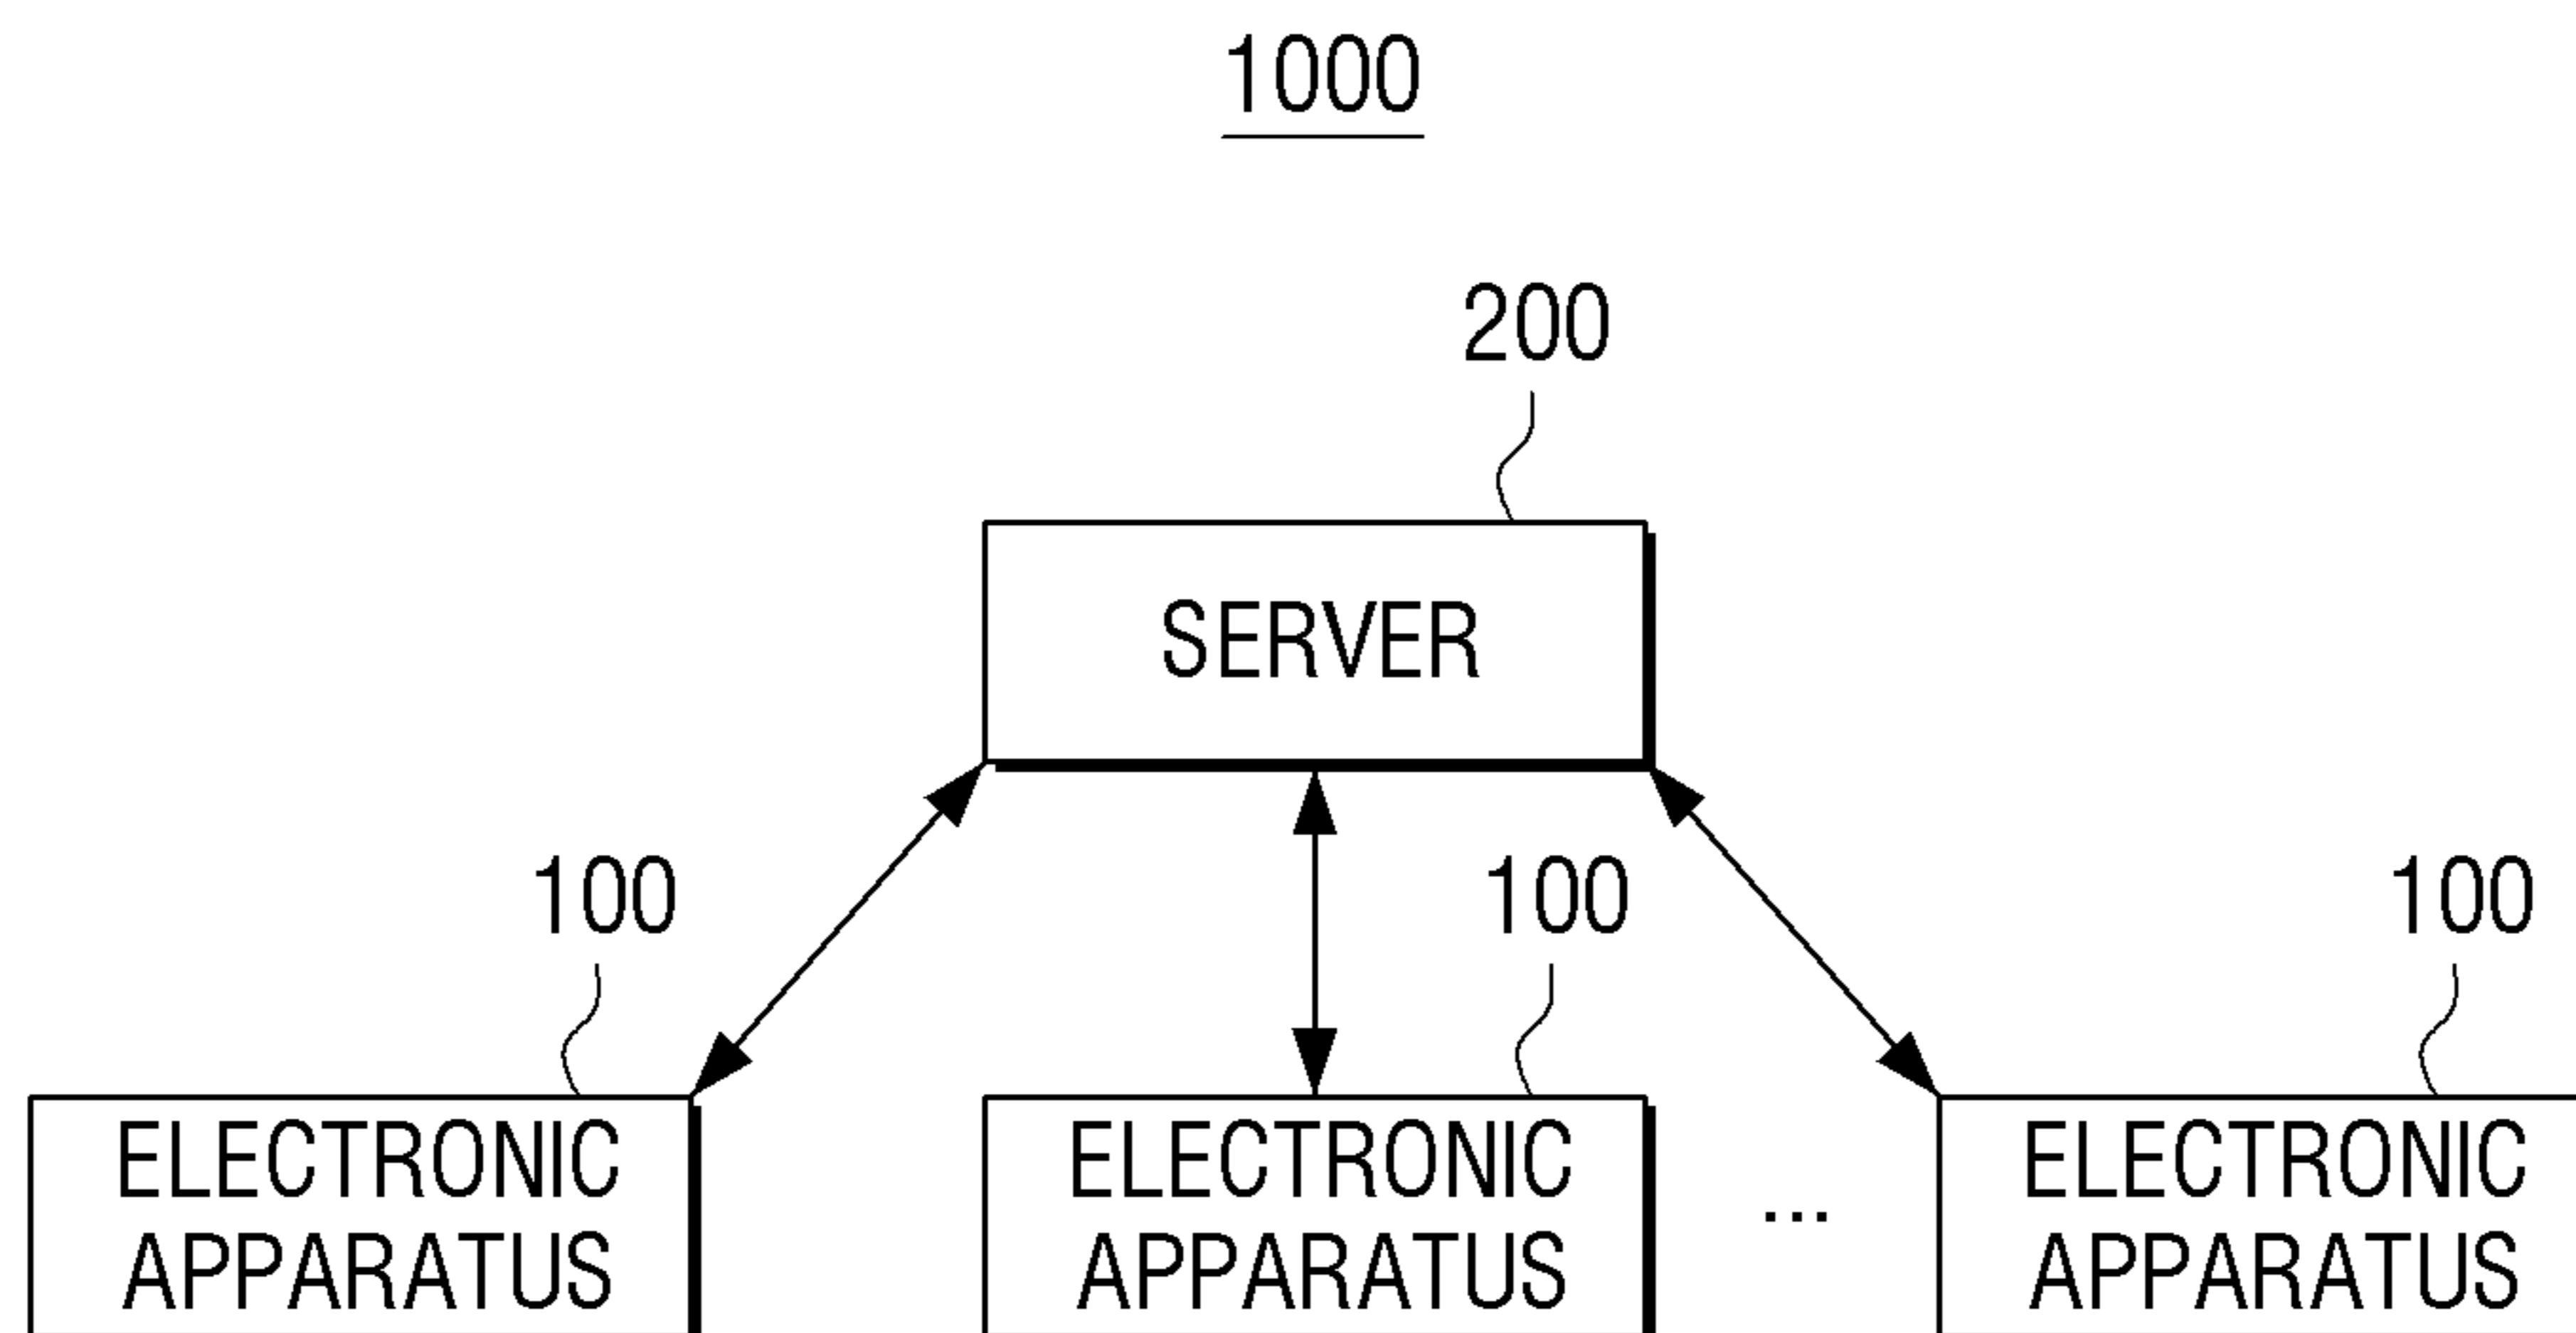 1000
200
SERVER
100
100
100
ELECTRONIC
APPARATUS
ELECTRONIC
APPARATUS
...
ELECTRONIC
APPARATUS